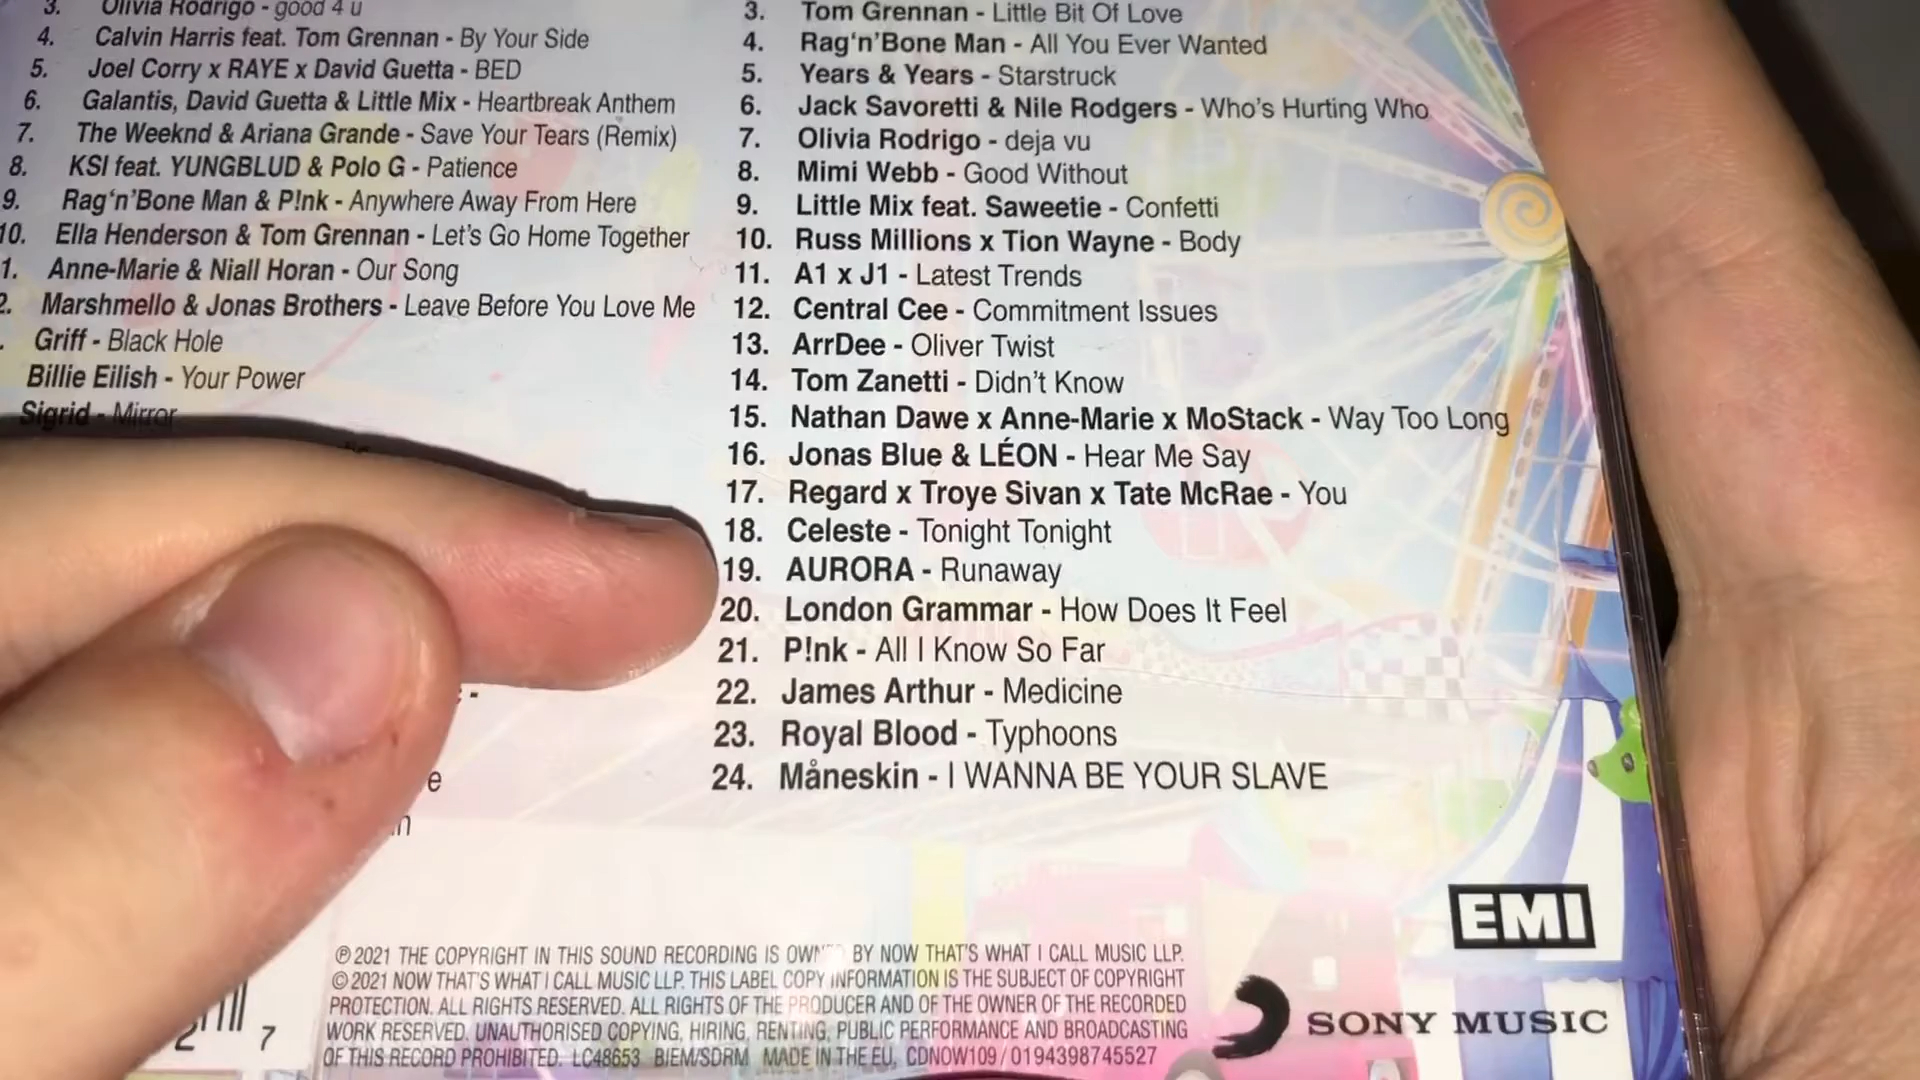 3. Olivia Rodrigo - good 4 u
4. Calvin Harris feat. Tom Grennan - By Your Side
5. Joel Corry x RAYE x David Guetta - BED
6. Galantis, David Guetta & Little Mix - Heartbreak Anthem
7. The Weeknd & Ariana Grande - Save Your Tears (Remix)
8. KSI feat. YUNGBLUD & Polo G - Patience
9. Rag'n'Bone Man & P!nk - Anywhere Away From Here
10. Ella Henderson & Tom Grennan - Let's Go Home Together
1. Anne-Marie & Niall Horan - Our Song
2. Marshmello & Jonas Brothers - Leave Before You Love Me
. Griff - Black Hole
Billie Eilish - Your Power
Sigrid - Mirror
-
e
n
3. Tom Grennan - Little Bit Of Love
4. Rag'n'Bone Man - All You Ever Wanted
5. Years & Years - Starstruck
6. Jack Savoretti & Nile Rodgers - Who's Hurting Who
7. Olivia Rodrigo - deja vu
8. Mimi Webb - Good Without
9. Little Mix feat. Saweetie - Confetti
10. Russ Millions x Tion Wayne - Body
11. A1 x J1 - Latest Trends
12. Central Cee - Commitment Issues
13. ArrDee - Oliver Twist
14. Tom Zanetti - Didn't Know
15. Nathan Dawe x Anne-Marie x MoStack - Way Too Long
16. Jonas Blue & LÉON - Hear Me Say
17. Regard x Troye Sivan x Tate McRae - You
18. Celeste - Tonight Tonight
19. AURORA - Runaway
20. London Grammar - How Does It Feel
21. P!nk - All I Know So Far
22. James Arthur - Medicine
23. Royal Blood - Typhoons
24. Måneskin - I WANNA BE YOUR SLAVE
EMI
℗ 2021 THE COPYRIGHT IN THIS SOUND RECORDING IS OWNED BY NOW THAT'S WHAT I CALL MUSIC LLP.
© 2021 NOW THAT'S WHAT I CALL MUSIC LLP. THIS LABEL COPY INFORMATION IS THE SUBJECT OF COPYRIGHT
PROTECTION. ALL RIGHTS RESERVED. ALL RIGHTS OF THE PRODUCER AND OF THE OWNER OF THE RECORDED
WORK RESERVED. UNAUTHORISED COPYING, HIRING, RENTING, PUBLIC PERFORMANCE AND BROADCASTING
OF THIS RECORD PROHIBITED. LC48653 BIEM/SDRM MADE IN THE EU. CDNOW109 / 0194398745527
SONY MUSIC
2 7